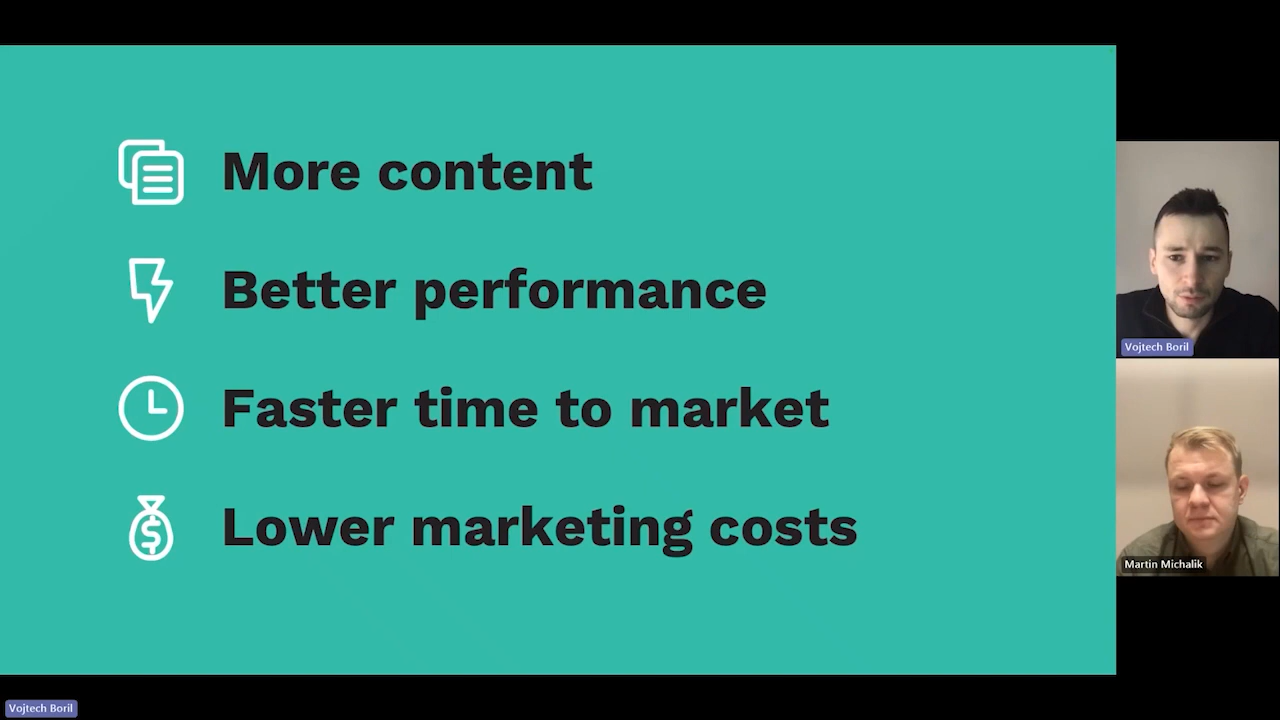 More content
Better performance
Faster time to market
Lower marketing costs
Vojtech Boril
Martin Michalik
Vojtech Boril